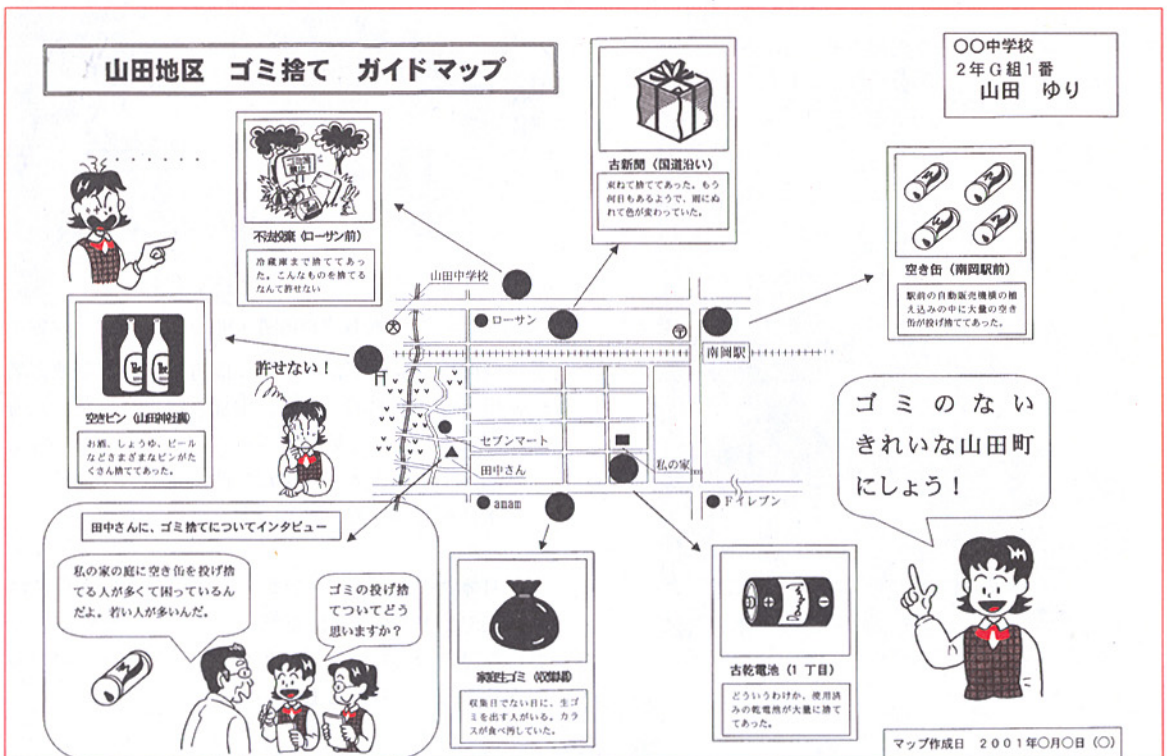 山田地区 ゴミ捨て ガイドマップ
〇〇中学校
2年G組1番
山田 ゆり
古新聞(国道沿い)
束ねて捨ててあった。もう
何日もあるようで、雨にぬ
れて色が変わっていた。
不法投棄(ローサン前)
冷蔵庫まで捨ててあっ
た。こんなものを捨てる
なんて許せない
空き缶(南岡駅前)
駅前の自動販売機横の植
え込みの中に大量の空き
缶が投げ捨ててあった。
空きビン(山田神社裏)
お酒、しょうゆ、ビール
などさまざまなビンがた
くさん捨ててあった。
許せない!
山田中学校
ローサン
南岡駅
セブンマート
田中さん
私の家
anan
ドイレブン
ゴミのない
きれいな山田町
にしょう!
田中さんに、ゴミ捨てについてインタビュー
私の家の庭に空き缶を投げ捨
てる人が多くて困っているん
だよ。若い人が多いんだ。
ゴミの投げ捨
てついてどう
思いますか?
収集日でない日に、生ゴ
ミを出す人がいる。カラ
スが食べ汚していた。
古乾電池(1丁目)
どういうわけか、使用済
みの乾電池が大量に捨て
てあった。
マップ作成日 2001年〇月〇日(〇)